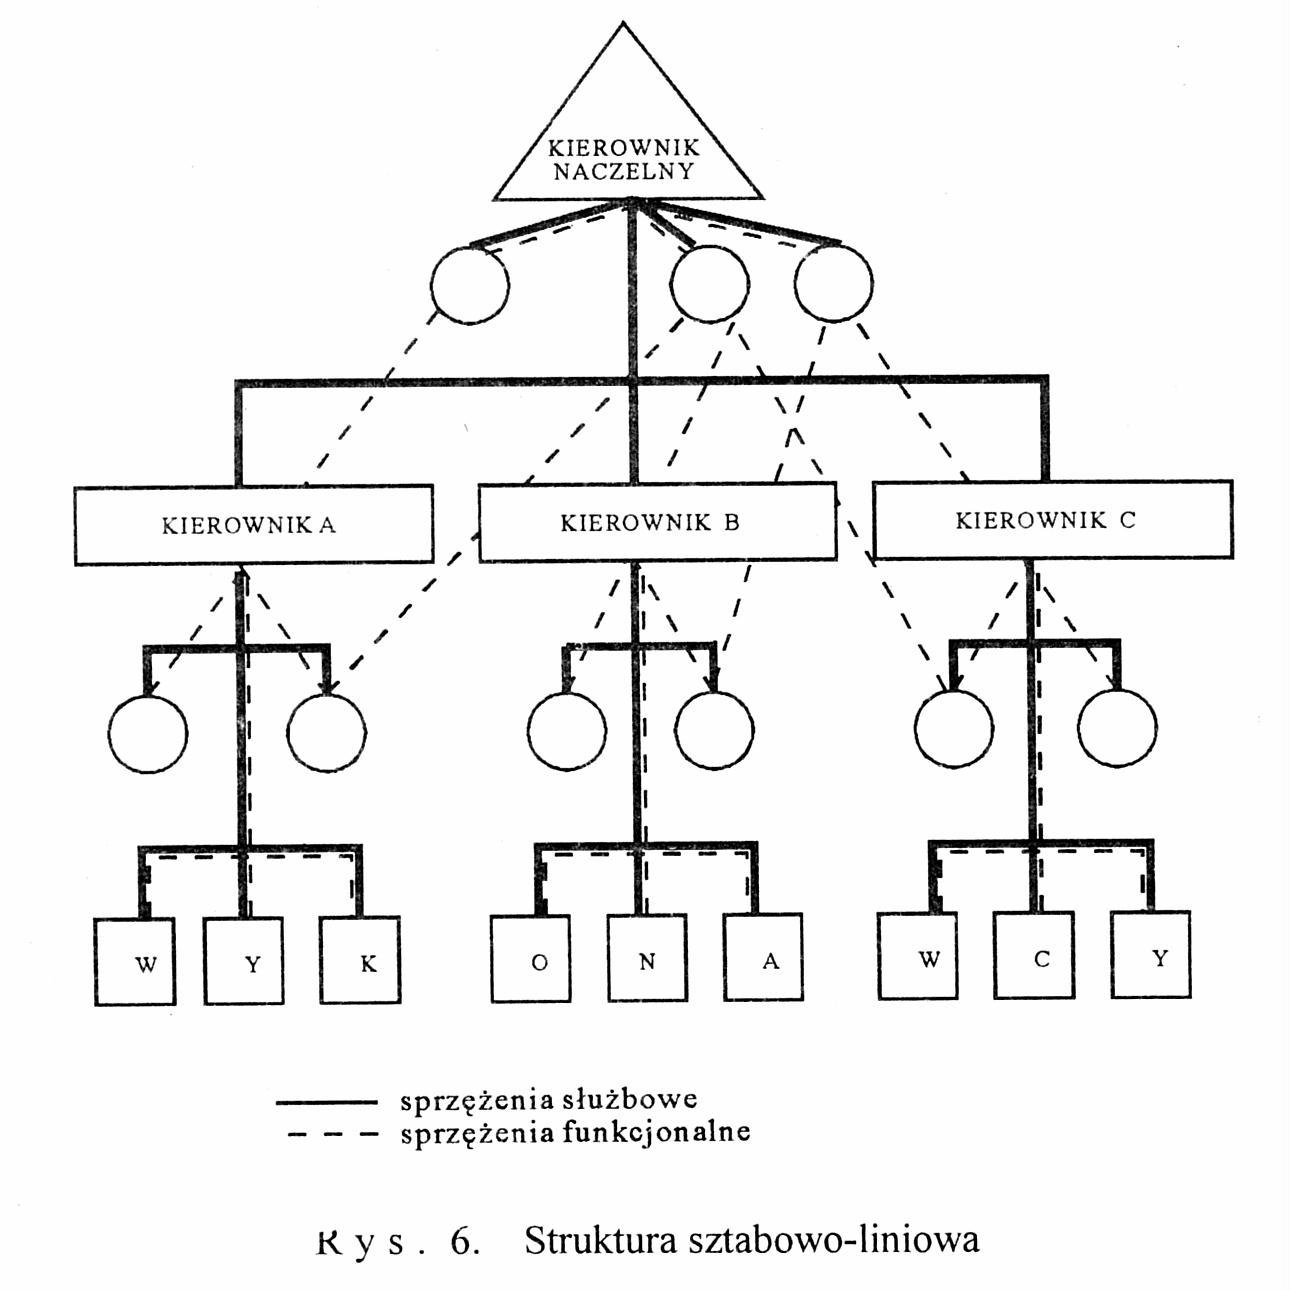 KIEROWNIK
NACZELNY
KIEROWNIK A
KIEROWNIK B
KIEROWNIK C
W Y K O N A W C Y
sprzężenia służbowe
sprzężenia funkcjonalne
Rys. 6. Struktura sztabowo-liniowa